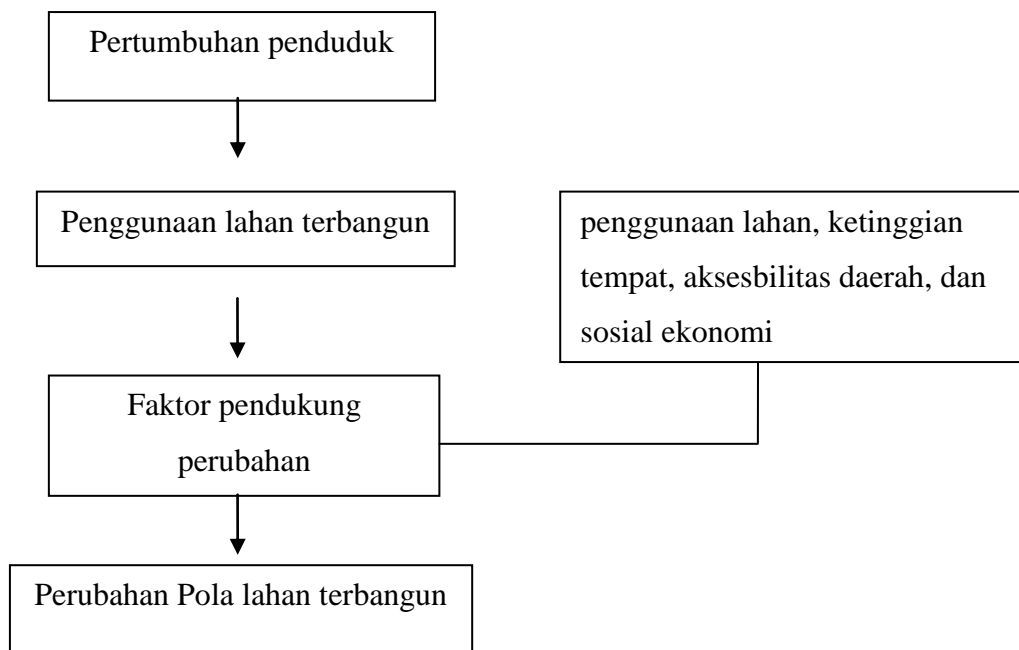 Pertumbuhan penduduk
Penggunaan lahan terbangun
penggunaan lahan, ketinggian
tempat, aksesbilitas daerah, dan
sosial ekonomi
Faktor pendukung
perubahan
Perubahan Pola lahan terbangun